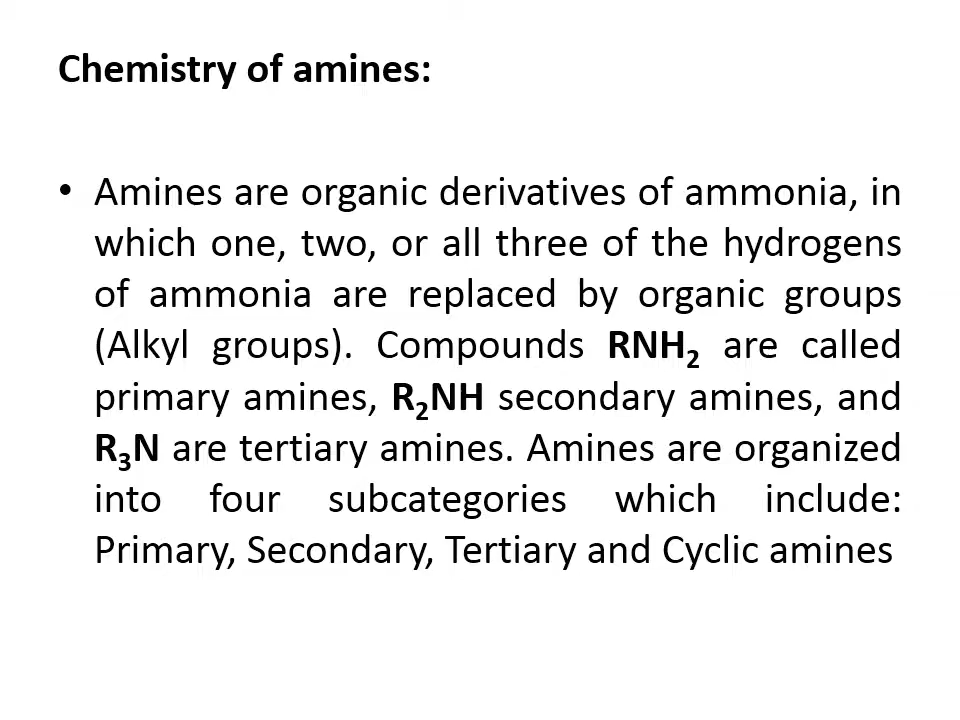 Chemistry of amines:
• Amines are organic derivatives of ammonia, in
which one, two, or all three of the hydrogens
of ammonia are replaced by organic groups
(Alkyl groups). Compounds RNH₂ are called
primary amines, R₂NH secondary amines, and
R₃N are tertiary amines. Amines are organized
into four subcategories which include:
Primary, Secondary, Tertiary and Cyclic amines